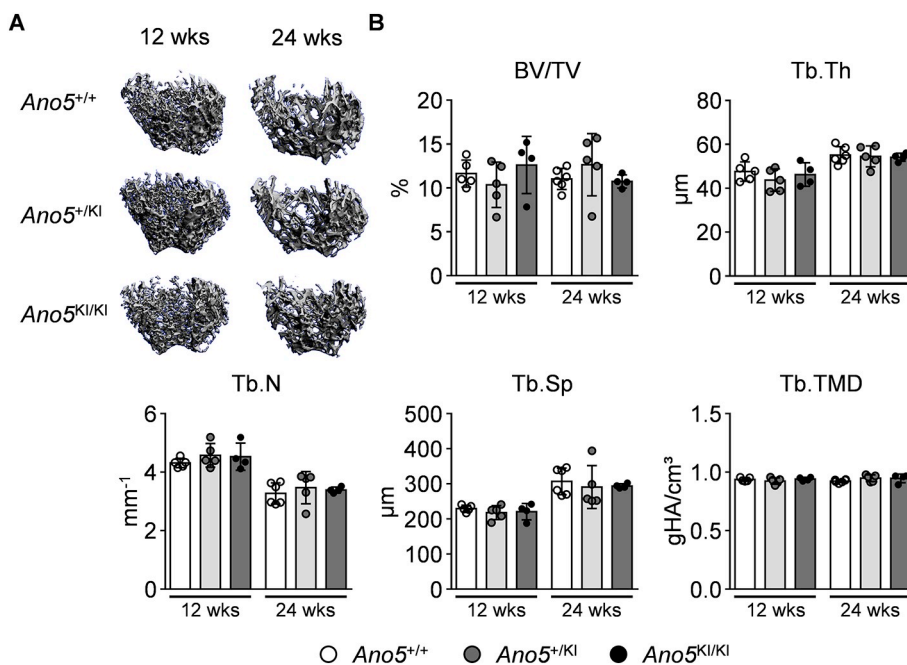 A
12 wks 24 wks
Ano5+/+
Ano5+/KI
Ano5KI/KI
B
BV/TV
20
15
10
5
0
%
12 wks 24 wks
Tb.Th
80
60
40
20
0
µm
12 wks 24 wks
Tb.N
6
4
2
0
mm⁻¹
12 wks 24 wks
Tb.Sp
500
400
300
200
100
0
µm
12 wks 24 wks
Tb.TMD
1.5
1.0
0.5
0.0
gHA/cm³
12 wks 24 wks
Ano5+/+ Ano5+/KI Ano5KI/KI